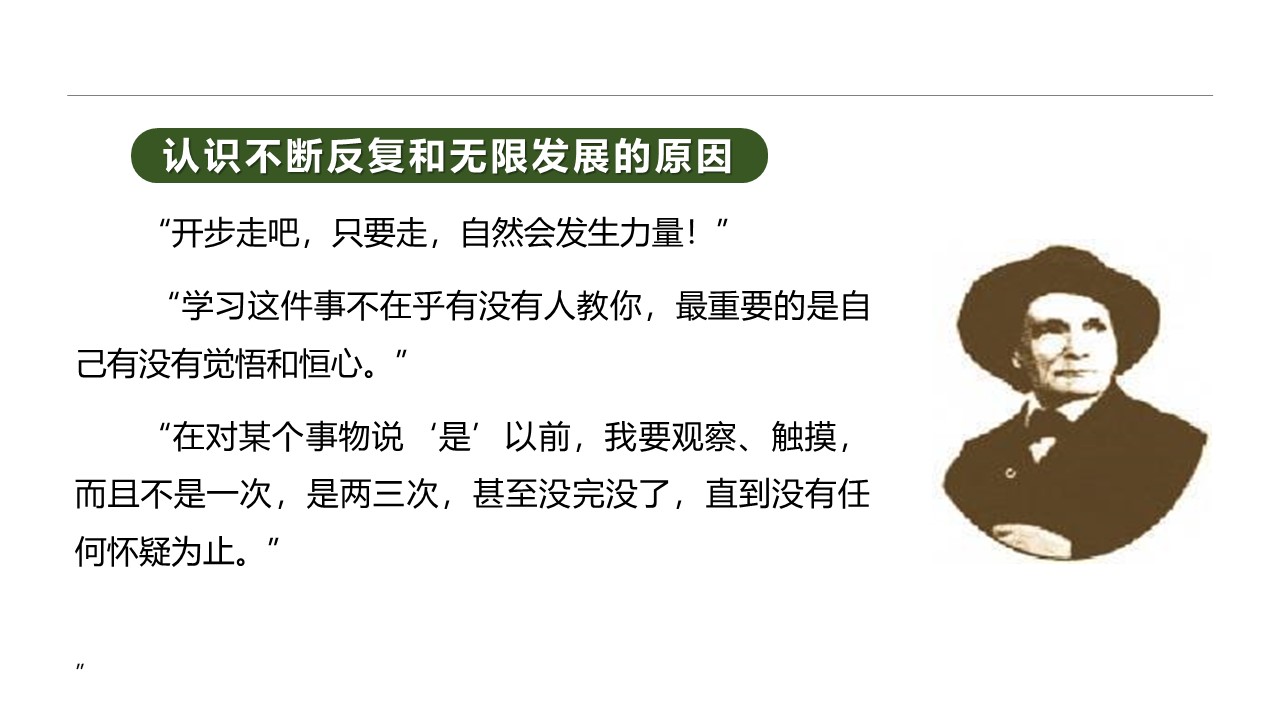 认识不断反复和无限发展的原因
“开步走吧，只要走，自然会发生力量！”
“学习这件事不在乎有没有人教你，最重要的是自
己有没有觉悟和恒心。”
“在对某个事物说‘是’以前，我要观察、触摸，
而且不是一次，是两三次，甚至没完没了，直到没有任
何怀疑为止。”
”